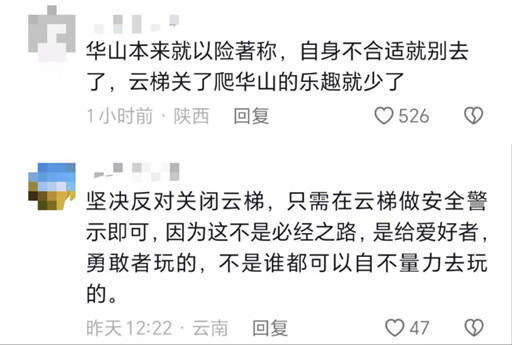 华山本来就以险著称，自身不合适就别去
了，云梯关了爬华山的乐趣就少了
1小时前·陕西 回复 526
坚决反对关闭云梯，只需在云梯做安全警
示即可，因为这不是必经之路，是给爱好者，
勇敢者玩的，不是谁都可以自不量力去玩
的。
昨天12:22·云南 回复 47